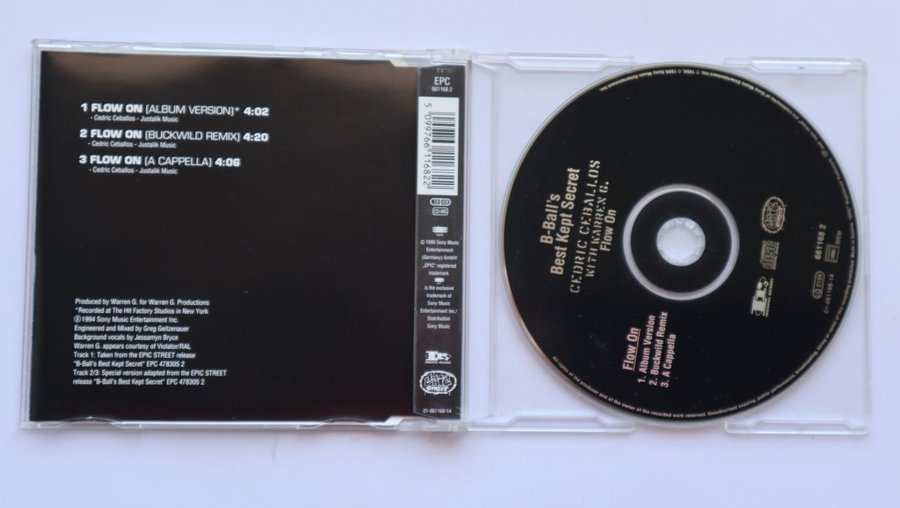 1 FLOW ON (ALBUM VERSION)* 4:02
- Cedric Ceballos - Justalik Music
2 FLOW ON (BUCKWILD REMIX) 4:20
- Cedric Ceballos - Justalik Music
3 FLOW ON (A CAPPELLA) 4:06
- Cedric Ceballos - Justalik Music
Produced by Warren G. for Warren G. Productions
*Recorded at The Hit Factory Studios in New York
Ⓟ 1994 Sony Music Entertainment Inc.
Engineered and Mixed by Greg Geitzenauer
Background vocals by Jessamyn Bryce
Warren G. appears courtesy of Violator/RAL
Track 1: Taken from the EPIC STREET release
"B-Ball's Best Kept Secret" EPC 478305 2
Track 2/3: Special version adapted from the EPIC STREET
release "B-Ball's Best Kept Secret" EPC 478305 2
EPC
661168 2
5 099766 116822
© 1995 Sony Music
Entertainment
(Germany) GmbH/
„EPIC" registered
trademark.
is the exclusive
trademark of
Sony Music
Entertainment Inc./
Distribution
Sony Music
01-661168-14
B-Ball's
Best Kept Secret
CEDRIC CEBALLOS
WITH WARREN G.
Flow On
Flow On
1. Album Version
2. Buckwild Remix
3. A Cappella
661168 2
01-661168-14